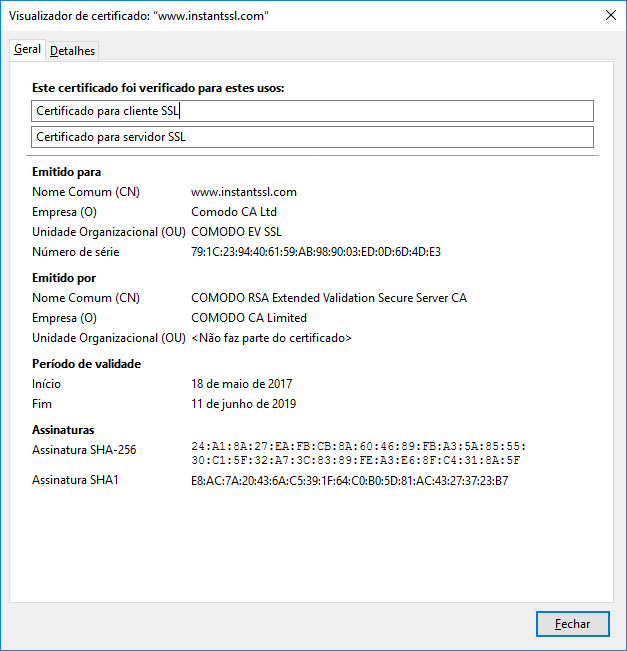 Visualizador de certificado: “www.instantssl.com”
Geral
Detalhes
Este certificado foi verificado para estes usos:
Certificado para cliente SSL
Certificado para servidor SSL
Emitido para
Nome Comum (CN) www.instantssl.com
Empresa (O) Comodo CA Ltd
Unidade Organizacional (OU) COMODO EV SSL
Número de série 79:1C:23:94:40:61:59:AB:98:90:03:ED:0D:6D:4D:E3
Emitido por
Nome Comum (CN) COMODO RSA Extended Validation Secure Server CA
Empresa (O) COMODO CA Limited
Unidade Organizacional (OU) <Não faz parte do certificado>
Período de validade
Início 18 de maio de 2017
Fim 11 de junho de 2019
Assinaturas
Assinatura SHA-256 24:A1:8A:27:EA:FB:CB:8A:60:46:89:FB:A3:5A:85:55:
30:C1:5F:32:A7:3C:83:89:FE:A3:E6:8F:C4:31:8A:5F
Assinatura SHA1 E8:AC:7A:20:43:6A:C5:39:1F:64:C0:B0:5D:81:AC:43:27:37:23:B7
Fechar